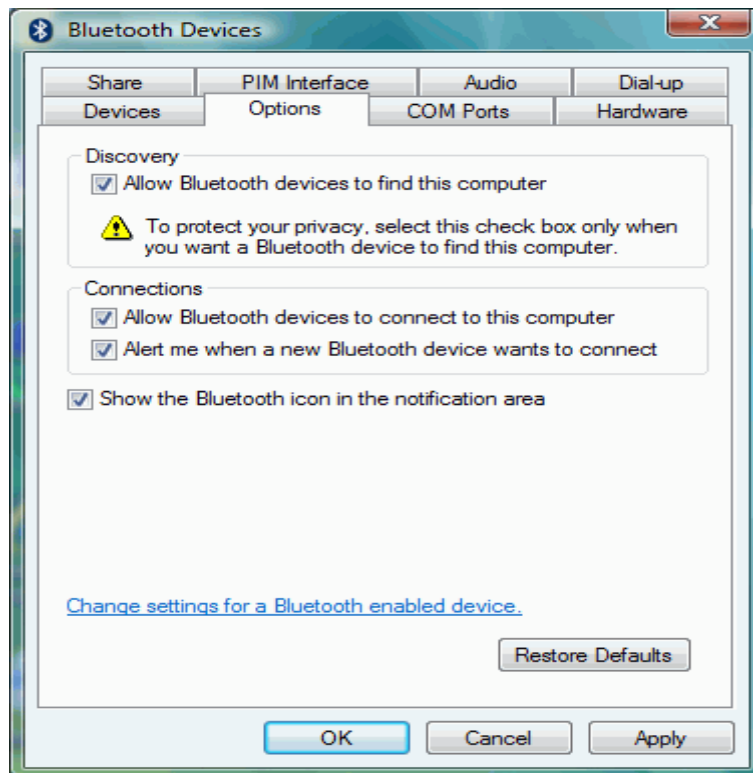 Bluetooth Devices
Share PIM Interface Audio Dial-up
Devices Options COM Ports Hardware
Discovery
Allow Bluetooth devices to find this computer
To protect your privacy, select this check box only when
you want a Bluetooth device to find this computer.
Connections
Allow Bluetooth devices to connect to this computer
Alert me when a new Bluetooth device wants to connect
Show the Bluetooth icon in the notification area
Change settings for a Bluetooth enabled device.
Restore Defaults
OK Cancel Apply